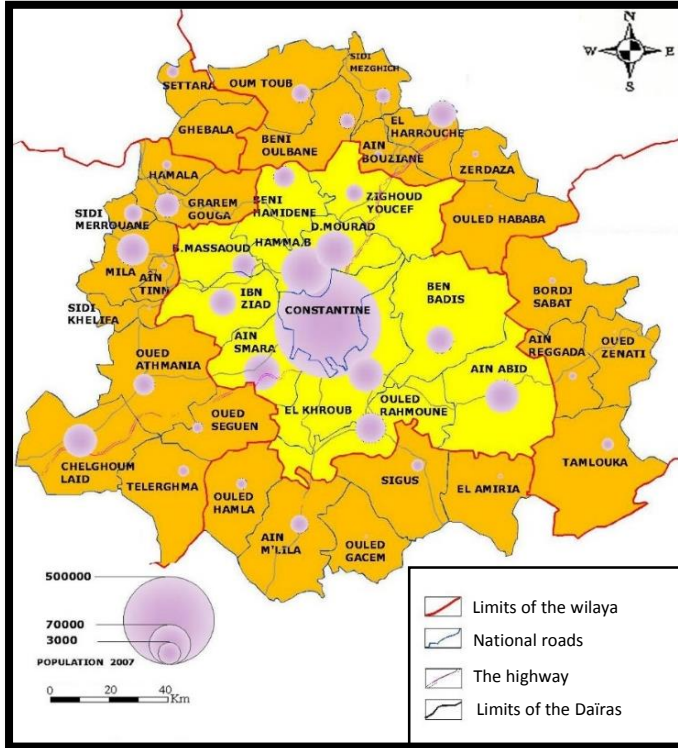 N
W E
S
SIDI
MEZGHICH
SETTARA
OUM TOUB
GHEBALA
EL
HARROUCHE
BENI
OULBANE
AIN
BOUZIANE
ZERDAZA
HAMALA
GRAREM
GOUGA
BENI
HAMIDENE
ZIGHOUD
YOUCEF
OULED HABABA
SIDI
MERROUANE
D.MOURAD
B.MASSAOUD
HAMMA.B
MILA
AIN
TINN
IBN
ZIAD
BEN
BADIS
BORDJ
SABAT
SIDI
KHELIFA
CONSTANTINE
AIN
SMARA
AIN
REGGADA
OUED
ZENATI
OUED
ATHMANIA
AIN ABID
OUED
SEGUEN
EL KHROUB
OULED
RAHMOUNE
CHELGHOUM
LAID
TELERGHMA
OULED
HAMLA
SIGUS
EL AMIRIA
TAMLOUKA
AIN
M'LILA
OULED
GACEM
500000
70000
3000
POPULATION 2007
0 20 40
Km
Limits of the wilaya
National roads
The highway
Limits of the Daïras